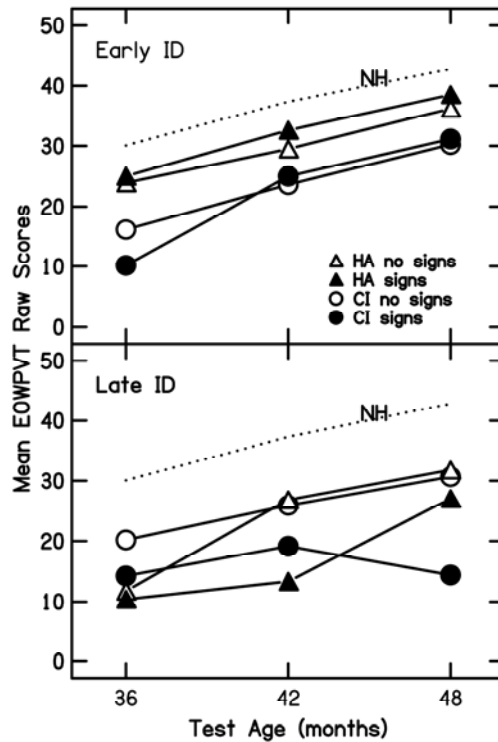 50
Early ID
NH
40
30
20
10
0
HA no signs
HA signs
CI no signs
CI signs
Mean EOWPVT Raw Scores
50
Late ID
NH
40
30
20
10
0
36 42 48
Test Age (months)